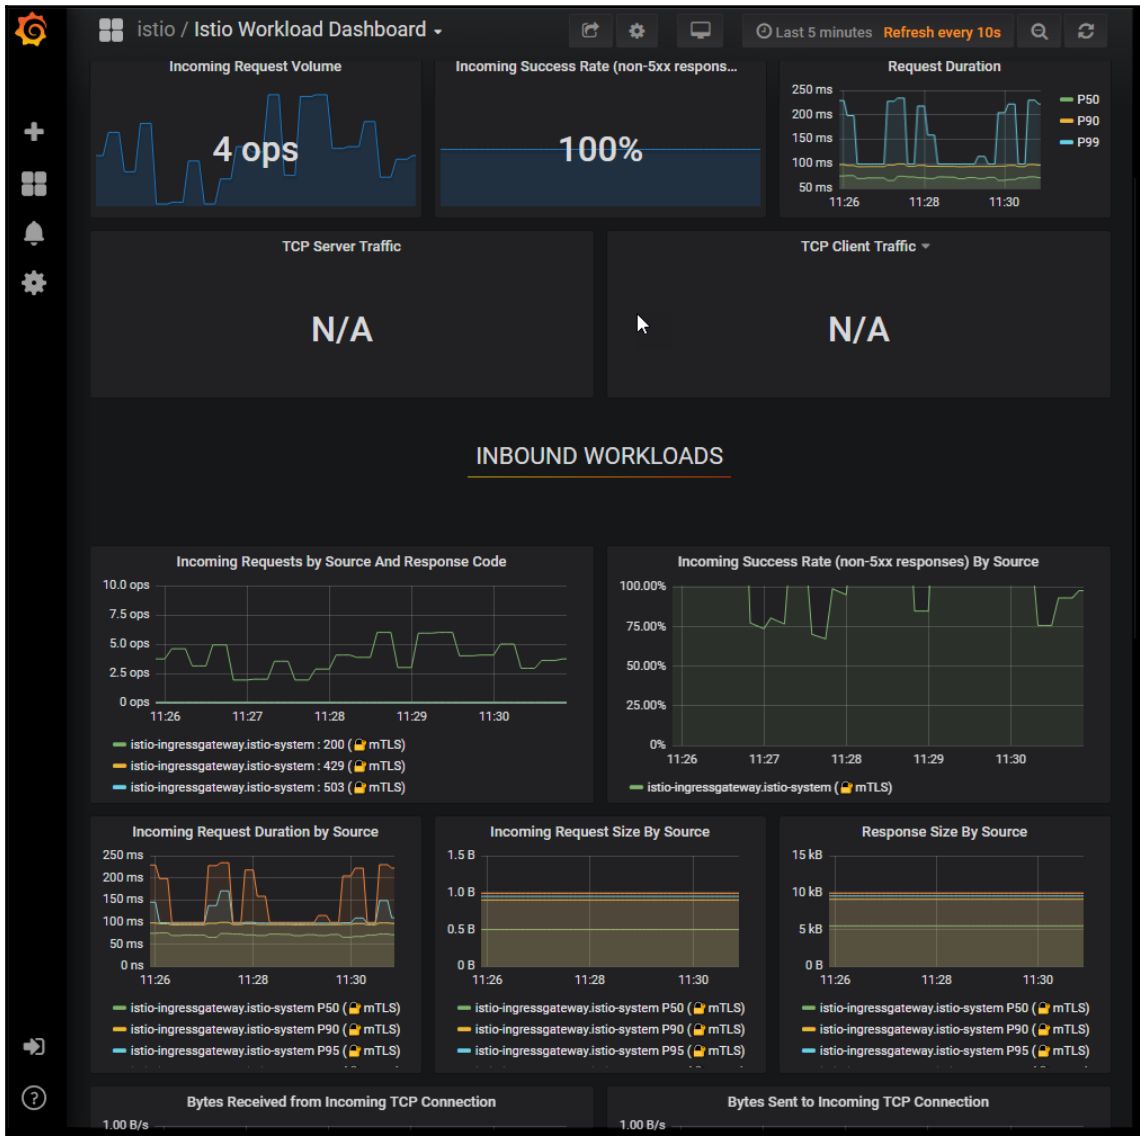 istio / Istio Workload Dashboard
Last 5 minutes Refresh every 10s
Incoming Request Volume
4 ops
Incoming Success Rate (non-5xx respons...
100%
Request Duration
250 ms
200 ms
150 ms
100 ms
50 ms
11:26 11:28 11:30
P50
P90
P99
TCP Server Traffic
N/A
TCP Client Traffic
N/A
INBOUND WORKLOADS
Incoming Requests by Source And Response Code
10.0 ops
7.5 ops
5.0 ops
2.5 ops
0 ops
11:26 11:27 11:28 11:29 11:30
istio-ingressgateway.istio-system : 200 (🔐 mTLS)
istio-ingressgateway.istio-system : 429 (🔐 mTLS)
istio-ingressgateway.istio-system : 503 (🔐 mTLS)
Incoming Success Rate (non-5xx responses) By Source
100.00%
75.00%
50.00%
25.00%
0%
11:26 11:27 11:28 11:29 11:30
istio-ingressgateway.istio-system (🔐 mTLS)
Incoming Request Duration by Source
250 ms
200 ms
150 ms
100 ms
50 ms
0 ns
11:26 11:28 11:30
istio-ingressgateway.istio-system P50 (🔐 mTLS)
istio-ingressgateway.istio-system P90 (🔐 mTLS)
istio-ingressgateway.istio-system P95 (🔐 mTLS)
Incoming Request Size By Source
1.5 B
1.0 B
0.5 B
0 B
11:26 11:28 11:30
istio-ingressgateway.istio-system P50 (🔐 mTLS)
istio-ingressgateway.istio-system P90 (🔐 mTLS)
istio-ingressgateway.istio-system P95 (🔐 mTLS)
Response Size By Source
15 kB
10 kB
5 kB
0 B
11:26 11:28 11:30
istio-ingressgateway.istio-system P50 (🔐 mTLS)
istio-ingressgateway.istio-system P90 (🔐 mTLS)
istio-ingressgateway.istio-system P95 (🔐 mTLS)
Bytes Received from Incoming TCP Connection
1.00 B/s
Bytes Sent to Incoming TCP Connection
1.00 B/s